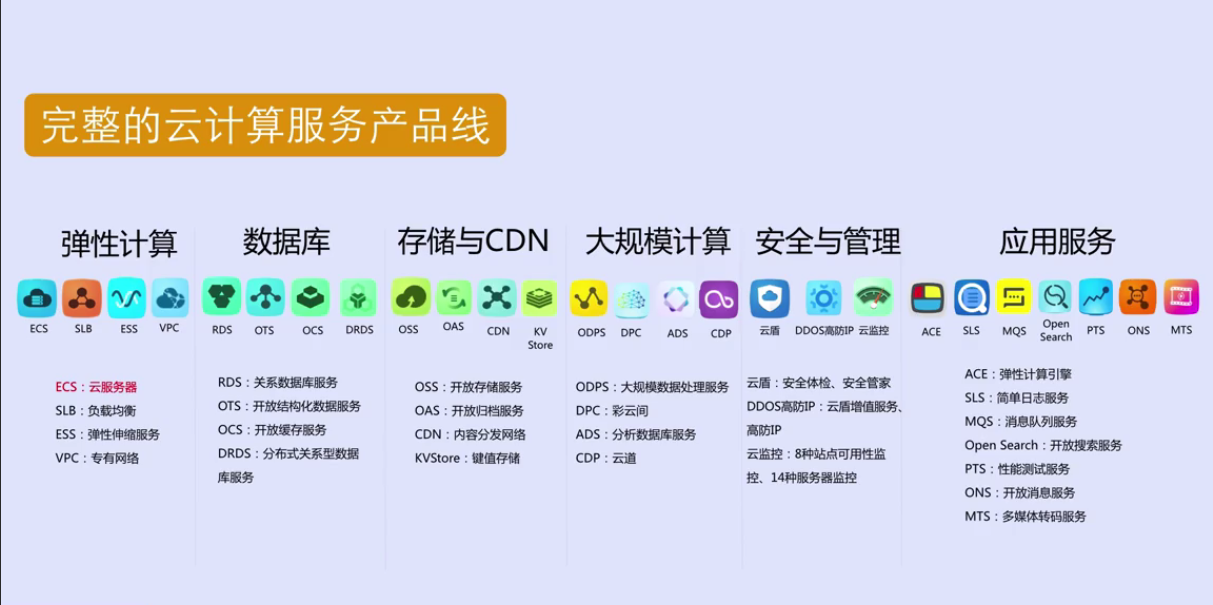 完整的云计算服务产品线
弹性计算
ECS
SLB
ESS
VPC
ECS：云服务器
SLB：负载均衡
ESS：弹性伸缩服务
VPC：专有网络
数据库
RDS
OTS
OCS
DRDS
RDS：关系数据库服务
OTS：开放结构化数据服务
OCS：开放缓存服务
DRDS：分布式关系型数据
库服务
存储与CDN
OSS
OAS
CDN
KV
Store
OSS：开放存储服务
OAS：开放归档服务
CDN：内容分发网络
KVStore：键值存储
大规模计算
ODPS
DPC
ADS
CDP
ODPS：大规模数据处理服务
DPC：彩云间
ADS：分析数据库服务
CDP：云道
安全与管理
云盾
DDOS高防IP
云监控
云盾：安全体检、安全管家
DDOS高防IP：云盾增值服务、
高防IP
云监控：8种站点可用性监
控、14种服务器监控
应用服务
ACE
SLS
MQS
Open
Search
PTS
ONS
MTS
ACE：弹性计算引擎
SLS：简单日志服务
MQS：消息队列服务
Open Search：开放搜索服务
PTS：性能测试服务
ONS：开放消息服务
MTS：多媒体转码服务